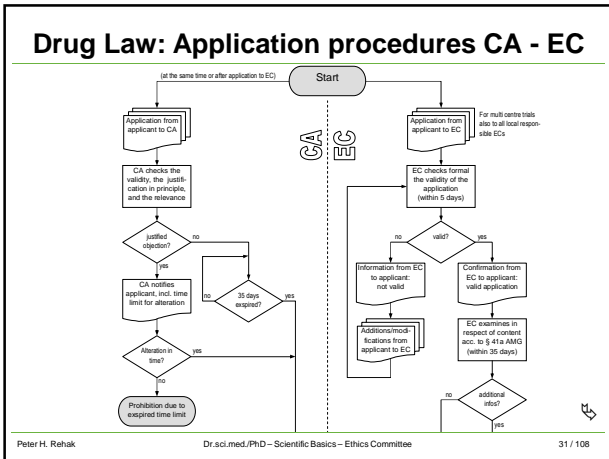 Drug Law: Application procedures CA - EC
(at the same time or after application to EC)
Start
Application from
applicant to CA
CA
EC
Application from
applicant to EC
For multi centre trials
also to all local respon-
sible ECs
CA checks the
validity, the justifi-
cation in principle,
and the relevance
EC checks formal
the validity of the
application
(within 5 days)
justified
objection?
no
yes
valid?
no
yes
CA notifies
applicant, incl. time
limit for alteration
35 days
exspired?
no
yes
Information from EC
to applicant:
not valid
Confirmation from
EC to applicant:
valid application
Additions/modi-
fications from
applicant to EC
EC examines in
respect of content
acc. to § 41a AMG
(within 35 days)
Alteration in
time?
yes
no
Prohibition due to
exspired time limit
additional
infos?
no
yes
Peter H. Rehak
Dr.sci.med./PhD – Scientific Basics – Ethics Committee
31 / 108